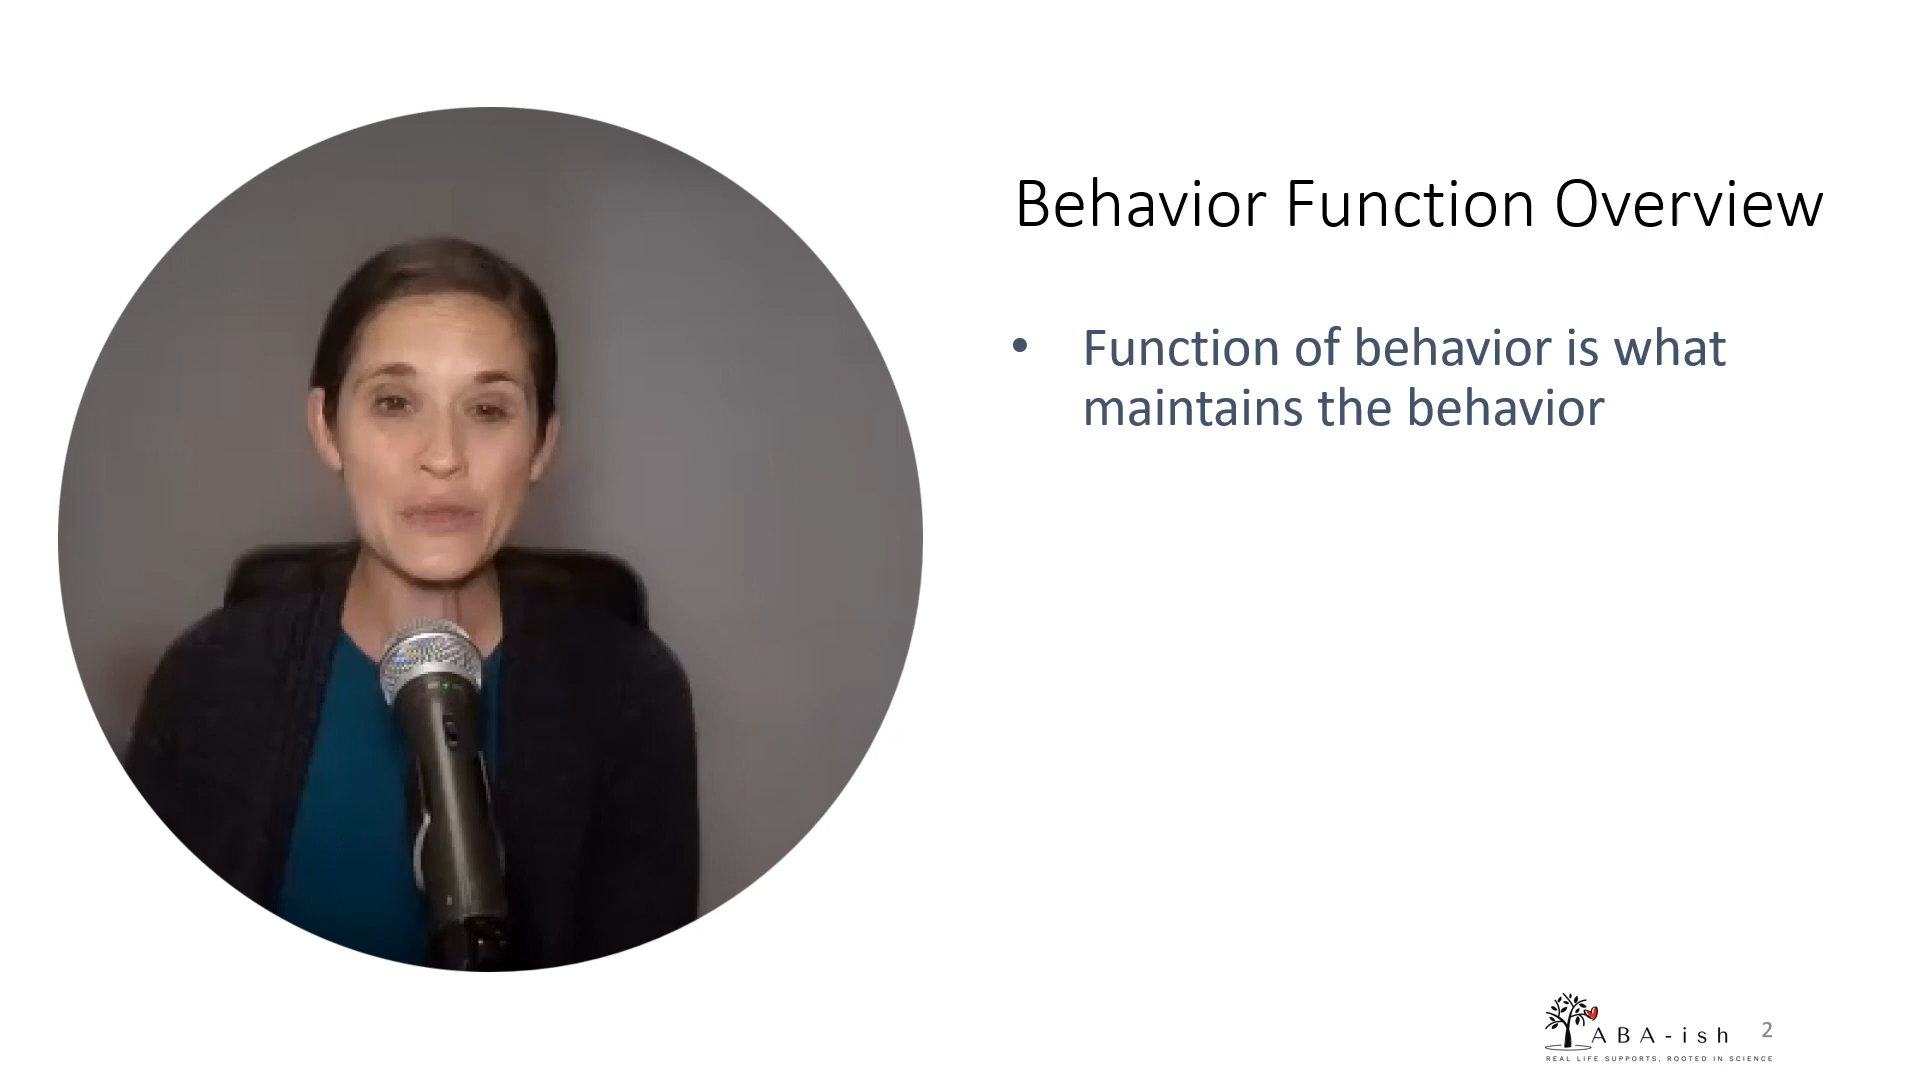 Behavior Function Overview
• Function of behavior is what
maintains the behavior
ABA-ish
2
REAL LIFE SUPPORTS, ROOTED IN SCIENCE